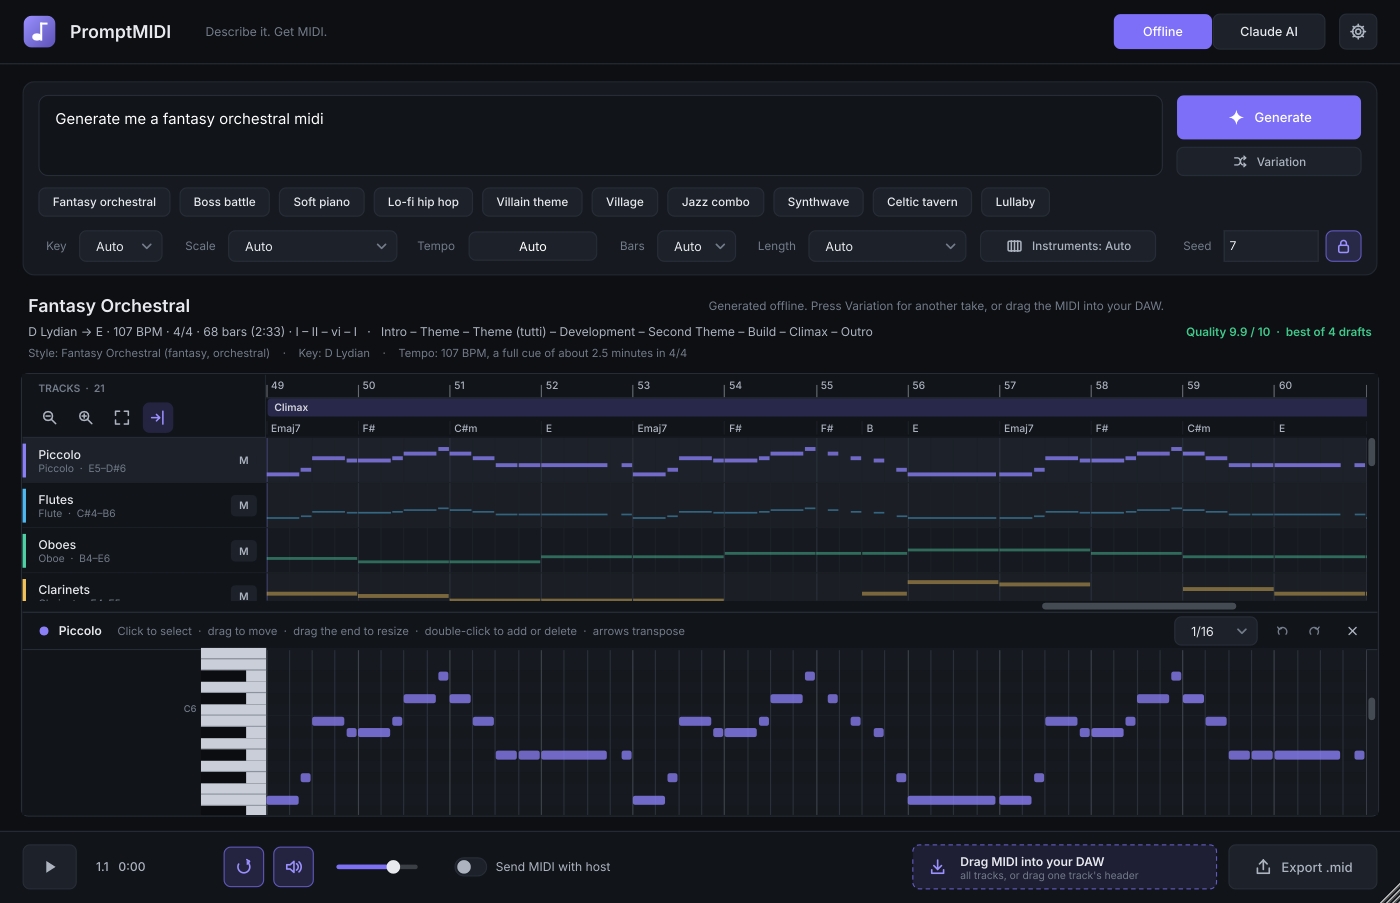 PromptMIDI
Describe it. Get MIDI.
Offline
Claude AI
Generate me a fantasy orchestral midi
Generate
Variation
Fantasy orchestral
Boss battle
Soft piano
Lo-fi hip hop
Villain theme
Village
Jazz combo
Synthwave
Celtic tavern
Lullaby
Key
Auto
Scale
Auto
Tempo
Auto
Bars
Auto
Length
Auto
Instruments: Auto
Seed
7
Fantasy Orchestral
Generated offline. Press Variation for another take, or drag the MIDI into your DAW.
D Lydian → E · 107 BPM · 4/4 · 68 bars (2:33) · I – II – vi – I · Intro – Theme – Theme (tutti) – Development – Second Theme – Build – Climax – Outro
Quality 9.9 / 10 · best of 4 drafts
Style: Fantasy Orchestral (fantasy, orchestral) · Key: D Lydian · Tempo: 107 BPM, a full cue of about 2.5 minutes in 4/4
TRACKS · 21
49 50 51 52 53 54 55 56 57 58 59 60
Climax
Emaj7 F# C#m E Emaj7 F# F# B E Emaj7 F# C#m E
Piccolo
Piccolo · E5–D#6
M
Flutes
Flute · C#4–B6
M
Oboes
Oboe · B4–E6
M
Clarinets
M
Piccolo
Click to select · drag to move · drag the end to resize · double-click to add or delete · arrows transpose
1/16
C6
1.1 0:00
Send MIDI with host
Drag MIDI into your DAW
all tracks, or drag one track's header
Export .mid